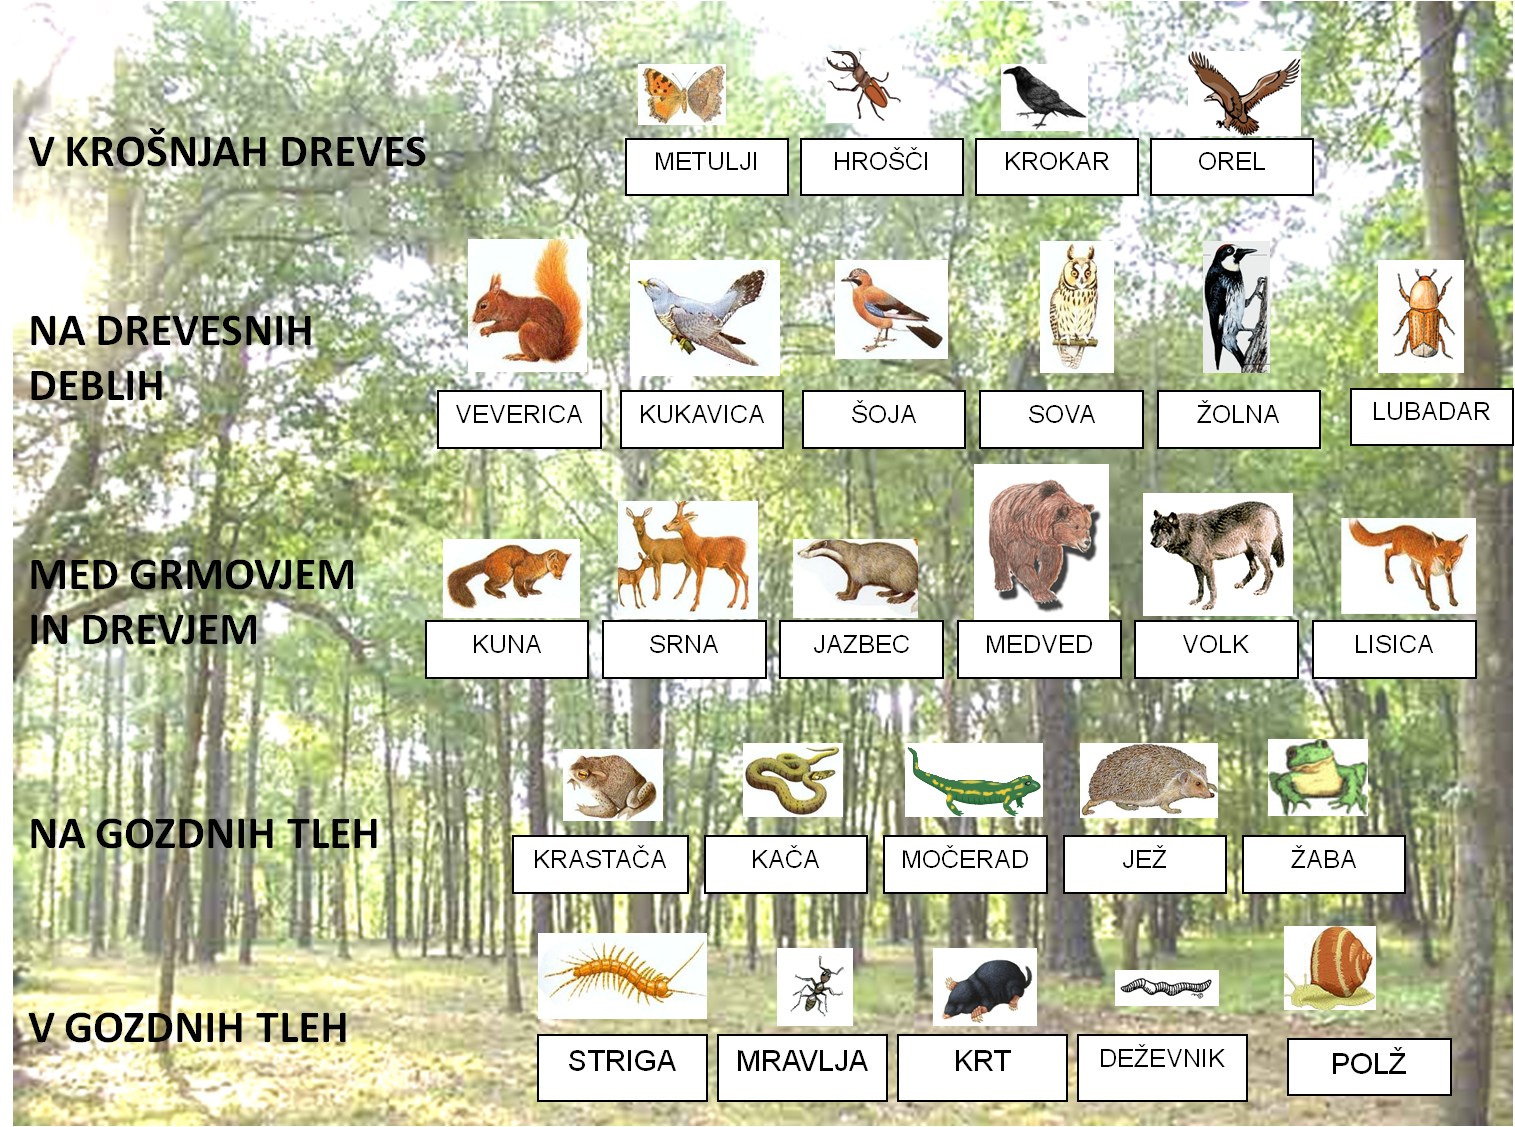 V KROŠNJAH DREVES
METULJI
HROŠČI
KROKAR
OREL
NA DREVESNIH
DEBLIH
VEVERICA
KUKAVICA
ŠOJA
SOVA
ŽOLNA
LUBADAR
MED GRMOVJEM
IN DREVJEM
KUNA
SRNA
JAZBEC
MEDVED
VOLK
LISICA
NA GOZDNIH TLEH
KRASTAČA
KAČA
MOČERAD
JEŽ
ŽABA
V GOZDNIH TLEH
STRIGA
MRAVLJA
KRT
DEŽEVNIK
POLŽ